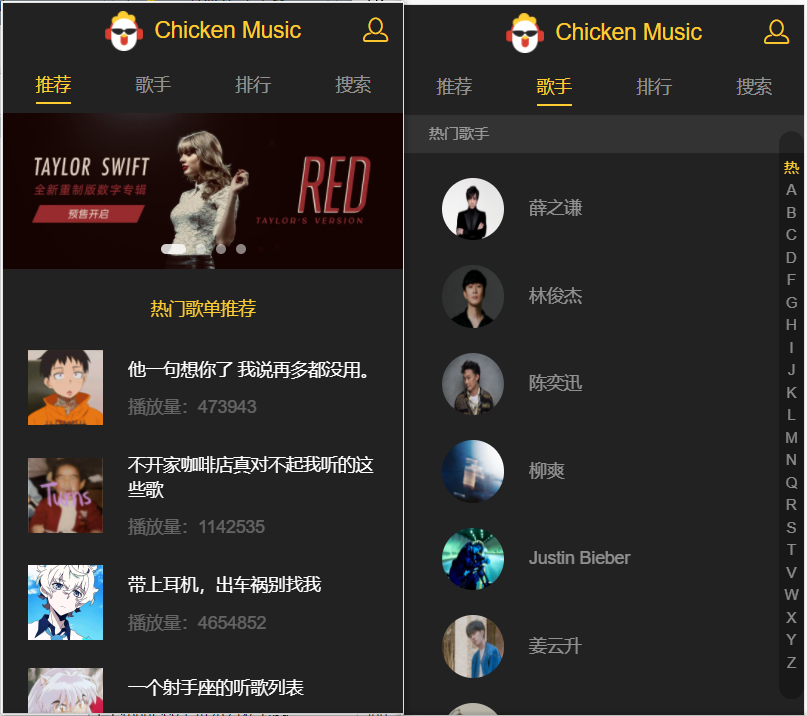 Chicken Music
推荐
歌手
排行
搜索
TAYLOR SWIFT
全新重制版数字专辑
预售开启
RED
TAYLOR'S VERSION
热门歌单推荐
他一句想你了 我说再多都没用。
播放量：473943
不开家咖啡店真对不起我听的这
些歌
播放量：1142535
Turns
带上耳机，出车祸别找我
播放量：4654852
一个射手座的听歌列表
Chicken Music
推荐
歌手
排行
搜索
热门歌手
薛之谦
林俊杰
陈奕迅
柳爽
Justin Bieber
姜云升
热
A
B
C
D
F
G
H
I
J
K
L
M
N
Q
R
S
T
V
W
X
Y
Z